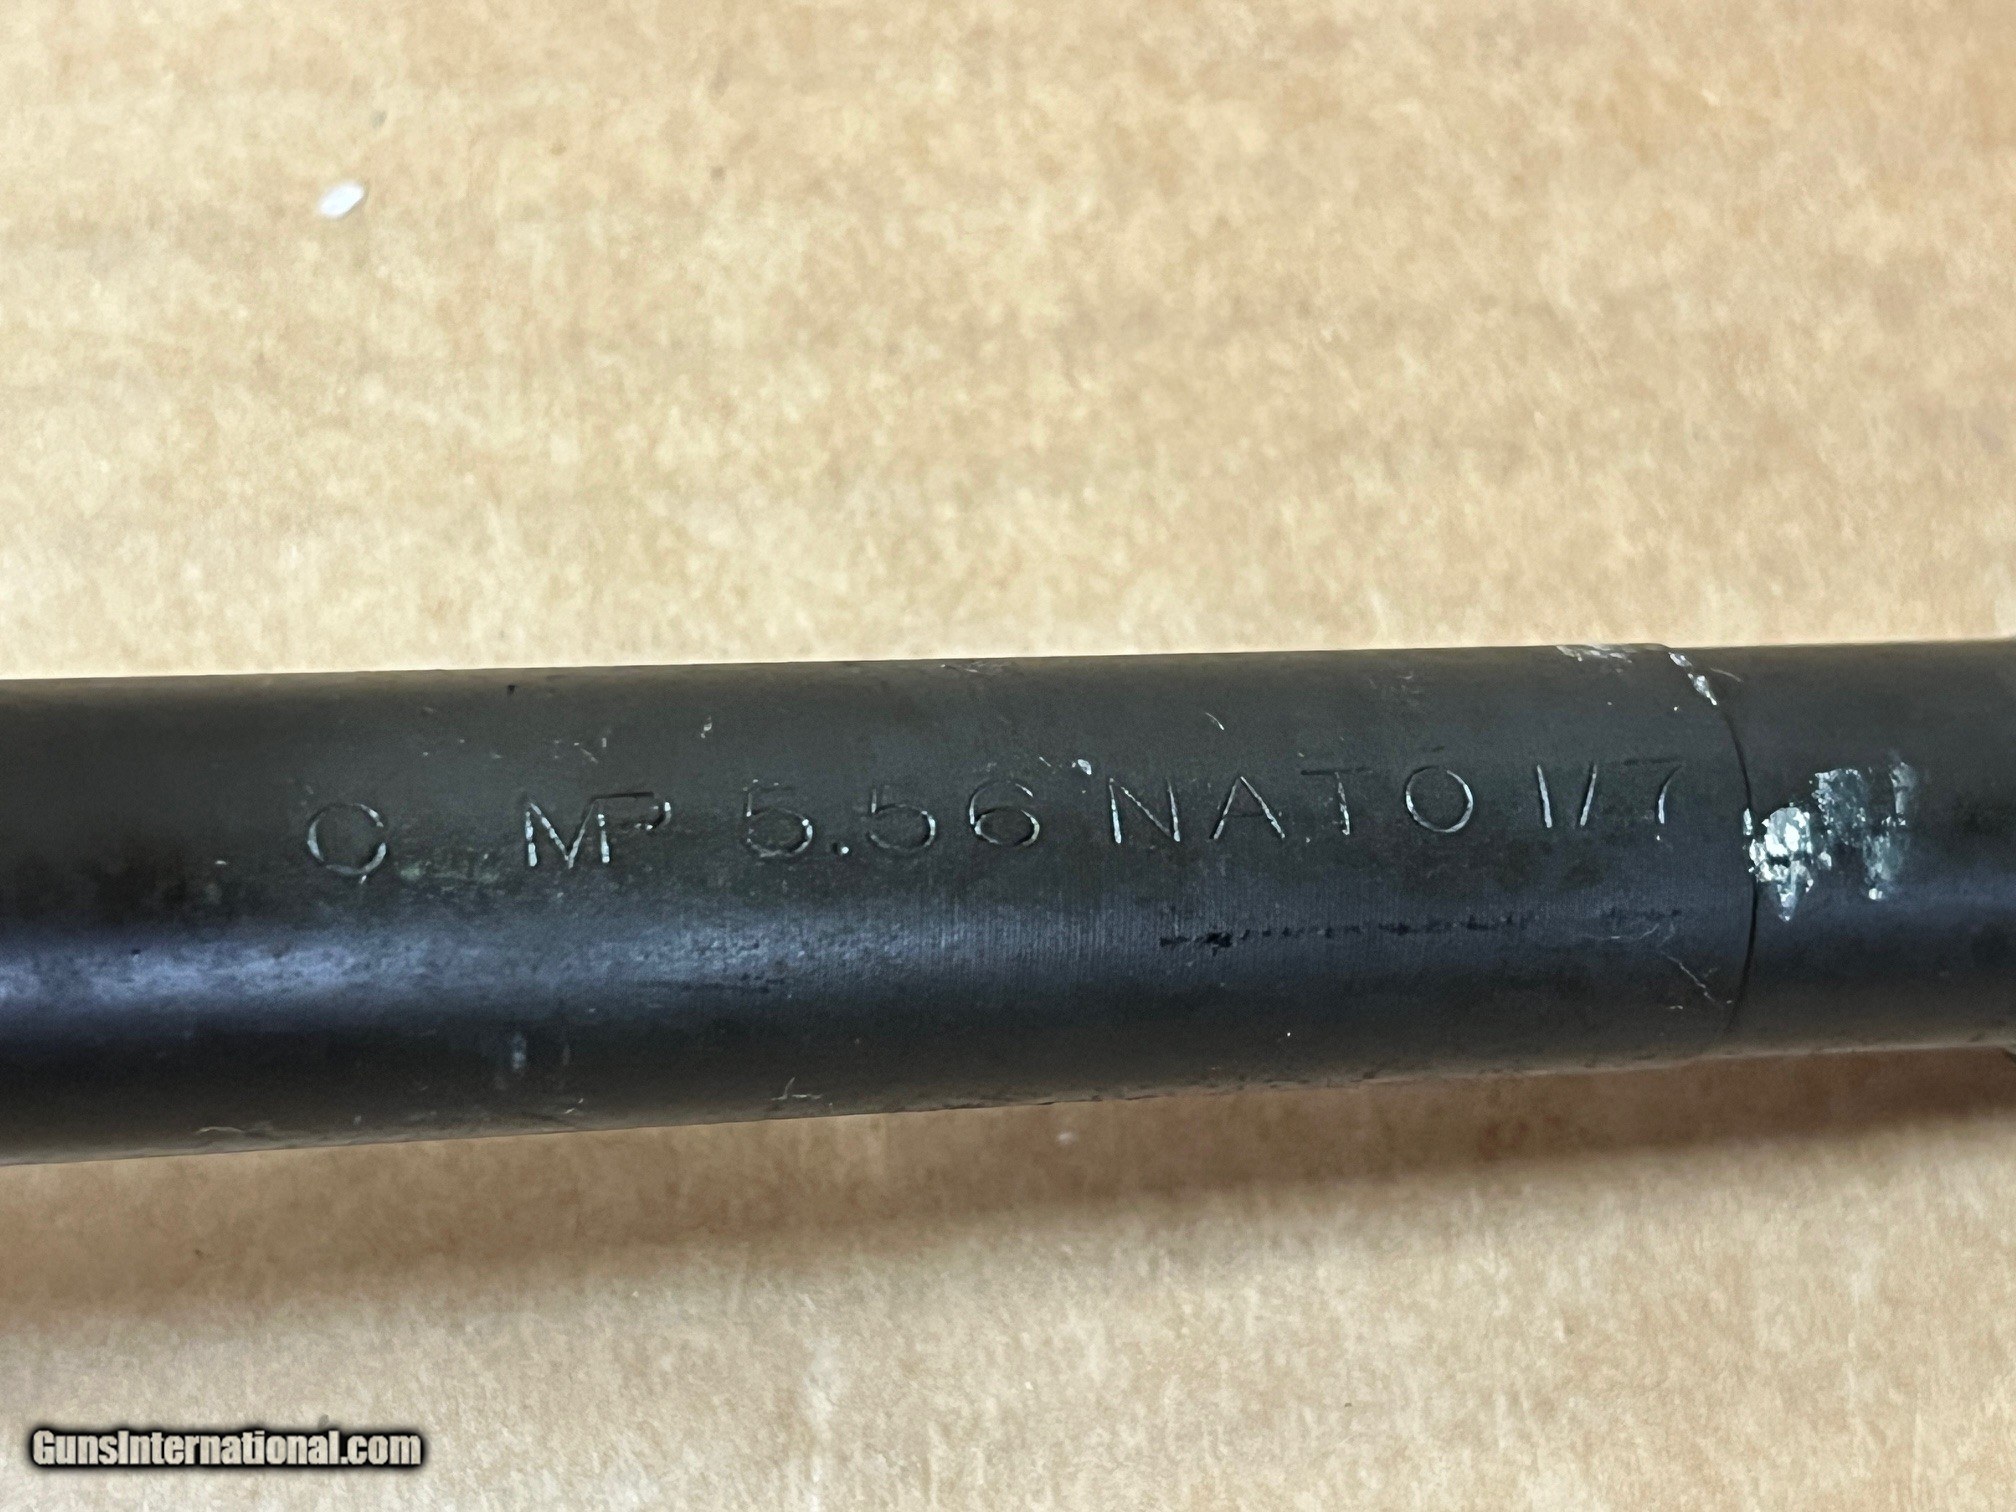 C MP 5.56 NATO 1/7
GunsInternational.com